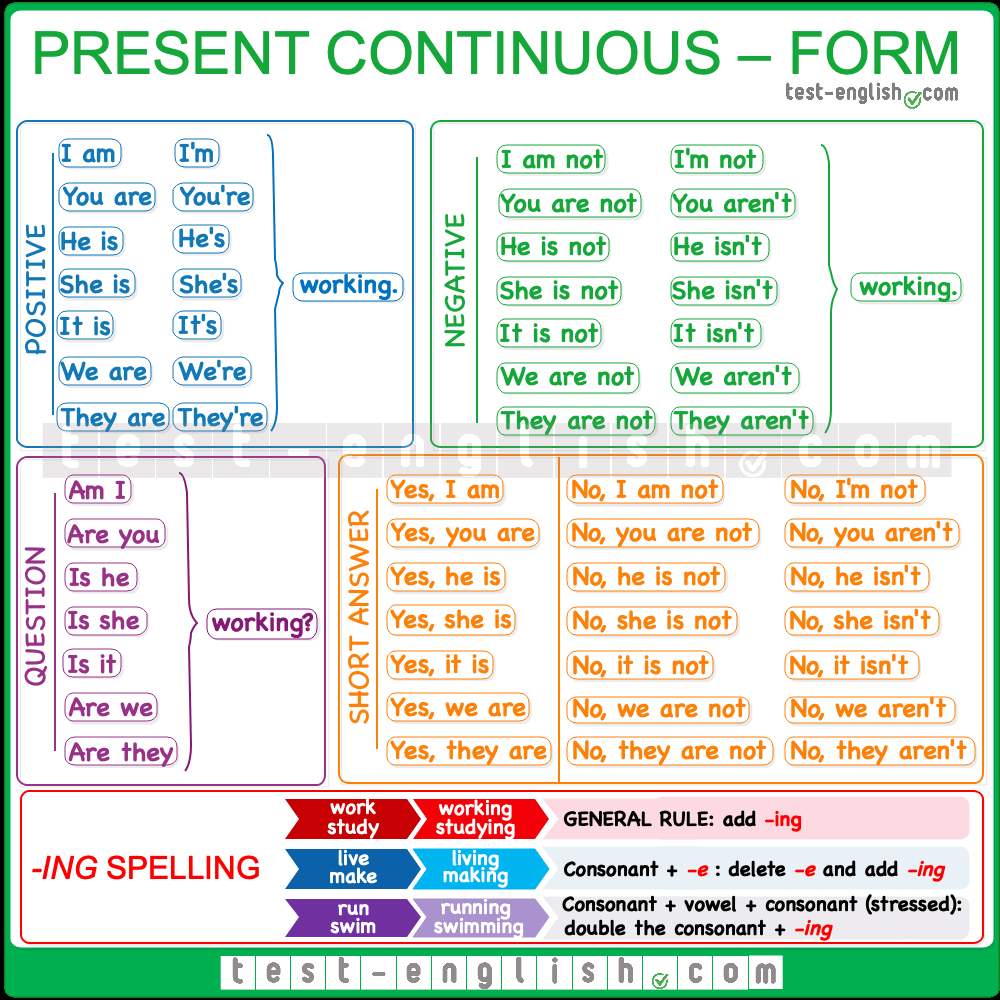 PRESENT CONTINUOUS – FORM
test-english.com
POSITIVE
I am I'm
You are You're
He is He's
She is She's
It is It's
We are We're
They are They're
working.
NEGATIVE
I am not I'm not
You are not You aren't
He is not He isn't
She is not She isn't
It is not It isn't
We are not We aren't
They are not They aren't
working.
test-english.com
QUESTION
Am I
Are you
Is he
Is she
Is it
Are we
Are they
working?
SHORT ANSWER
Yes, I am No, I am not No, I'm not
Yes, you are No, you are not No, you aren't
Yes, he is No, he is not No, he isn't
Yes, she is No, she is not No, she isn't
Yes, it is No, it is not No, it isn't
Yes, we are No, we are not No, we aren't
Yes, they are No, they are not No, they aren't
-ING SPELLING
work working
study studying
GENERAL RULE: add –ing
live living
make making
Consonant + –e : delete –e and add –ing
run running
swim swimming
Consonant + vowel + consonant (stressed):
double the consonant + –ing
test-english.com